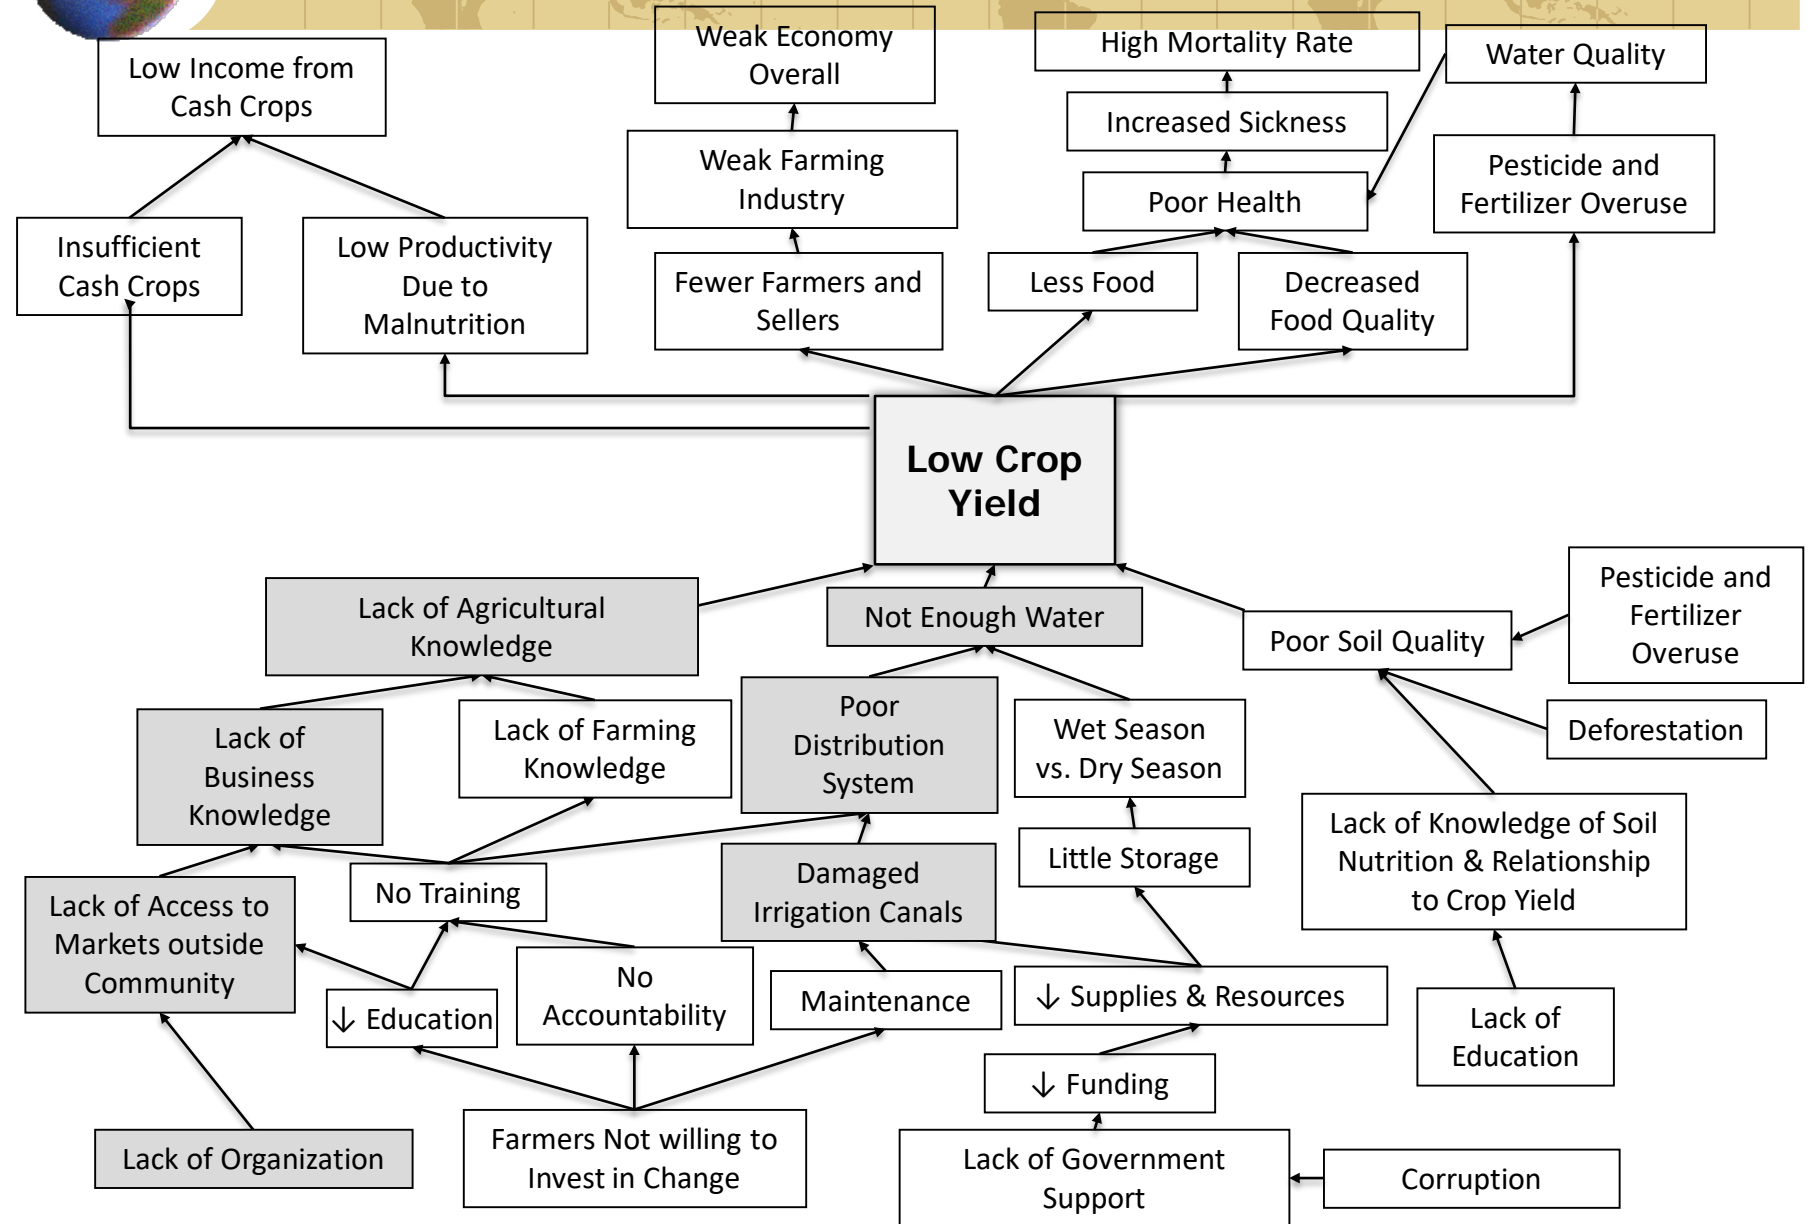 Low Income from
Cash Crops
Weak Economy
Overall
High Mortality Rate
Water Quality
Increased Sickness
Weak Farming
Industry
Pesticide and
Fertilizer Overuse
Poor Health
Insufficient
Cash Crops
Low Productivity
Due to
Malnutrition
Fewer Farmers and
Sellers
Less Food
Decreased
Food Quality
Low Crop
Yield
Lack of Agricultural
Knowledge
Not Enough Water
Poor Soil Quality
Pesticide and
Fertilizer
Overuse
Lack of
Business
Knowledge
Lack of Farming
Knowledge
Poor
Distribution
System
Wet Season
vs. Dry Season
Deforestation
Lack of Access to
Markets outside
Community
No Training
Damaged
Irrigation Canals
Little Storage
Lack of Knowledge of Soil
Nutrition & Relationship
to Crop Yield
↓ Education
No
Accountability
Maintenance
↓ Supplies & Resources
Lack of
Education
↓ Funding
Lack of Organization
Farmers Not willing to
Invest in Change
Lack of Government
Support
Corruption